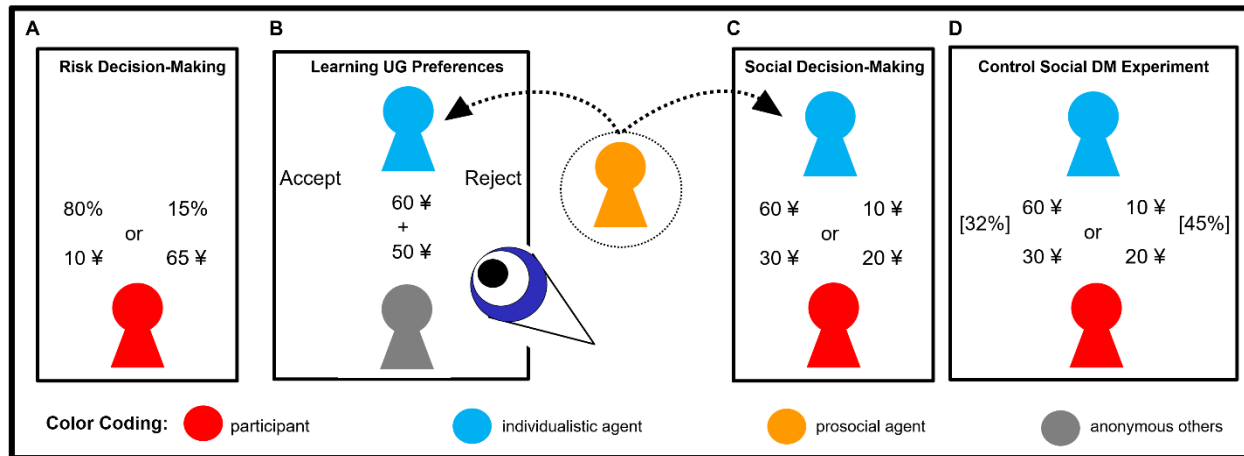 A
Risk Decision-Making
80% 15%
or
10 ¥ 65 ¥
B
Learning UG Preferences
Accept Reject
60 ¥
+
50 ¥
C
Social Decision-Making
60 ¥ 10 ¥
or
30 ¥ 20 ¥
D
Control Social DM Experiment
60 ¥ 10 ¥
[32%] or [45%]
30 ¥ 20 ¥
Color Coding: participant individualistic agent prosocial agent anonymous others